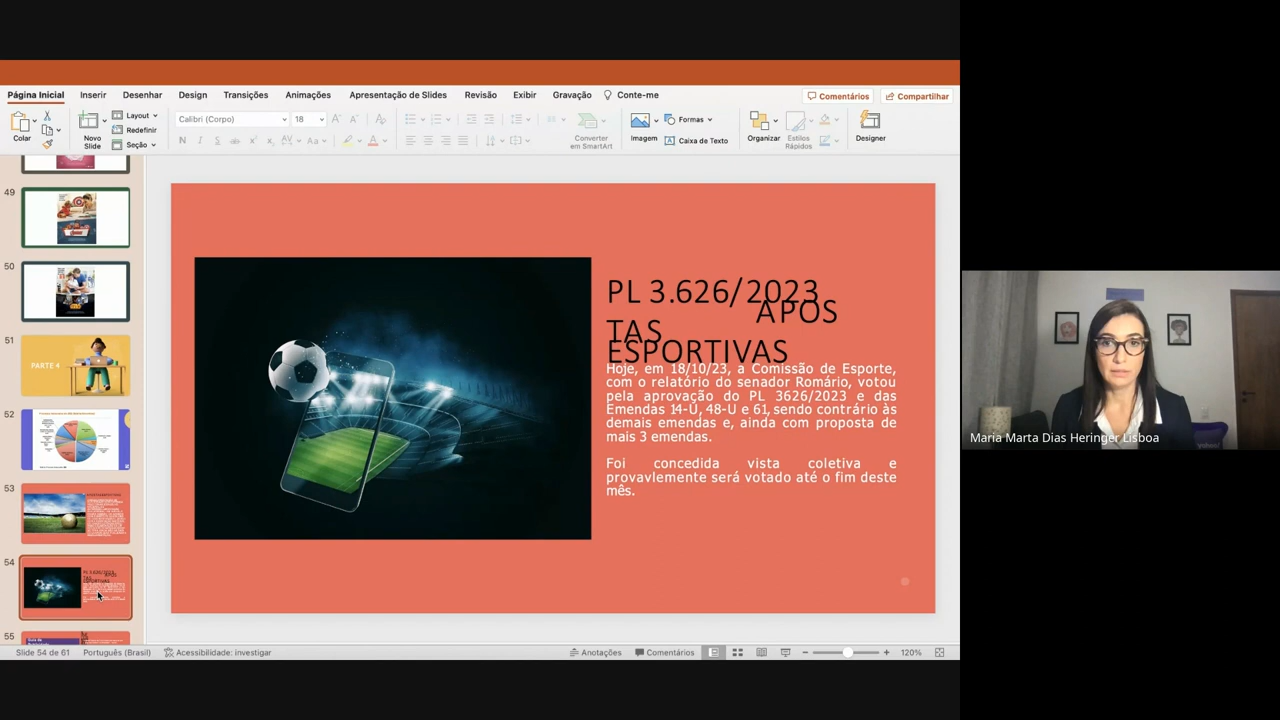 Página Inicial
Inserir
Desenhar
Design
Transições
Animações
Apresentação de Slides
Revisão
Exibir
Gravação
Conte-me
Comentários
Compartilhar
Colar
Novo
Slide
Layout
Redefinir
Seção
Calibri (Corpo)
18
Converter
em SmartArt
Imagem
Formas
Caixa de Texto
Organizar
Estilos
Rápidos
Designer
49
50
51
PARTE 4
52
53
54
55
PL 3.626/2023
APOS
TAS
ESPORTIVAS
Hoje, em 18/10/23, a Comissão de Esporte,
com o relatório do senador Romário, votou
pela aprovação do PL 3626/2023 e das
Emendas 14-U, 48-U e 61, sendo contrário às
demais emendas e, ainda com proposta de
mais 3 emendas.
Foi concedida vista coletiva e
provavlemente será votado até o fim deste
mês.
Maria Marta Dias Heringer Lisboa
Slide 54 de 61
Português (Brasil)
Acessibilidade: investigar
Anotações
Comentários
120%